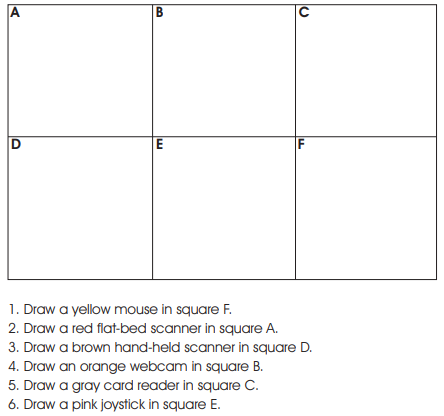 A B C
D E F
1. Draw a yellow mouse in square F.
2. Draw a red flat-bed scanner in square A.
3. Draw a brown hand-held scanner in square D.
4. Draw an orange webcam in square B.
5. Draw a gray card reader in square C.
6. Draw a pink joystick in square E.